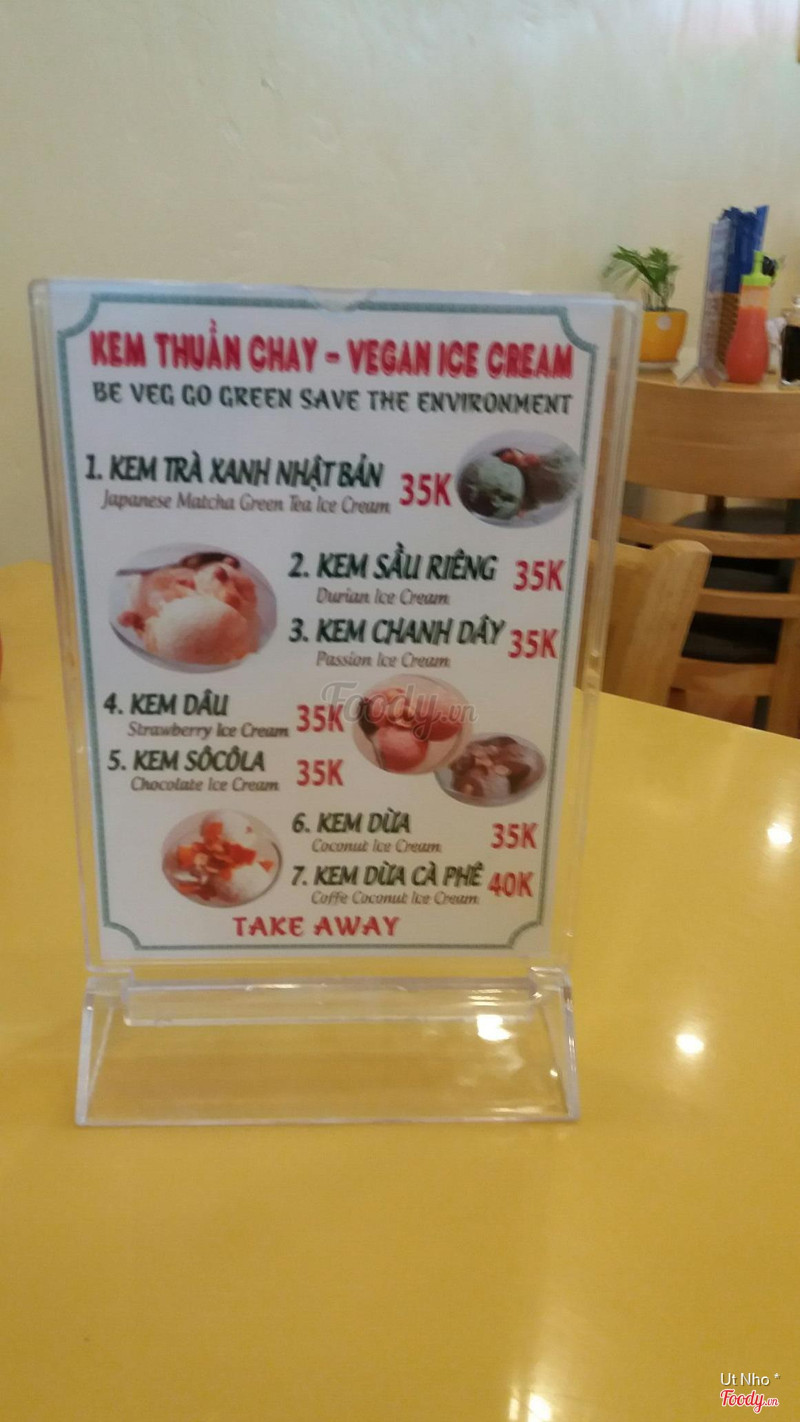 KEM THUẦN CHAY - VEGAN ICE CREAM
BE VEG GO GREEN SAVE THE ENVIRONMENT
1. KEM TRÀ XANH NHẬT BẢN 35K
Japanese Matcha Green Tea Ice Cream
2. KEM SẦU RIÊNG 35K
Durian Ice Cream
3. KEM CHANH DÂY 35K
Passion Ice Cream
Foody.vn
4. KEM DÂU 35K
Strawberry Ice Cream
5. KEM SÔCÔLA 35K
Chocolate Ice Cream
6. KEM DỪA 35K
Coconut Ice Cream
7. KEM DỪA CÀ PHÊ 40K
Coffe Coconut Ice Cream
TAKE AWAY
Ut Nho *
Foody.vn